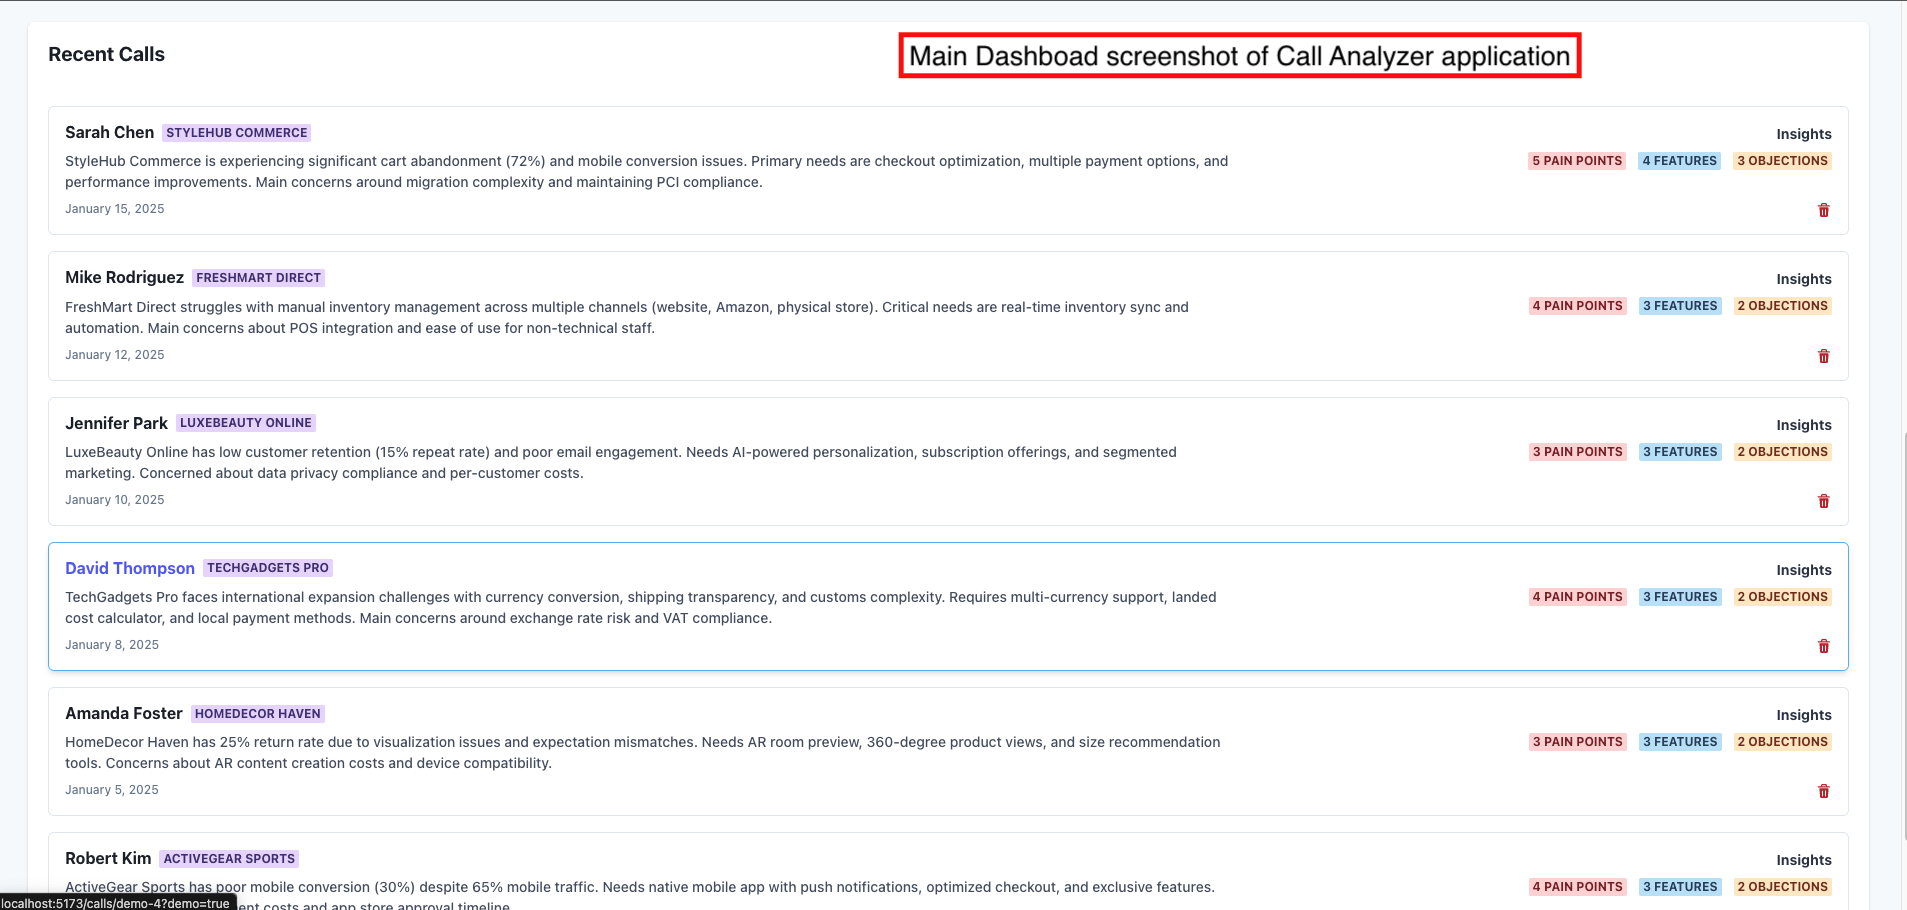 Recent Calls
Main Dashboad screenshot of Call Analyzer application
Sarah Chen STYLEHUB COMMERCE
Insights
StyleHub Commerce is experiencing significant cart abandonment (72%) and mobile conversion issues. Primary needs are checkout optimization, multiple payment options, and
performance improvements. Main concerns around migration complexity and maintaining PCI compliance.
5 PAIN POINTS 4 FEATURES 3 OBJECTIONS
January 15, 2025
Mike Rodriguez FRESHMART DIRECT
Insights
FreshMart Direct struggles with manual inventory management across multiple channels (website, Amazon, physical store). Critical needs are real-time inventory sync and
automation. Main concerns about POS integration and ease of use for non-technical staff.
4 PAIN POINTS 3 FEATURES 2 OBJECTIONS
January 12, 2025
Jennifer Park LUXEBEAUTY ONLINE
Insights
LuxeBeauty Online has low customer retention (15% repeat rate) and poor email engagement. Needs AI-powered personalization, subscription offerings, and segmented
marketing. Concerned about data privacy compliance and per-customer costs.
3 PAIN POINTS 3 FEATURES 2 OBJECTIONS
January 10, 2025
David Thompson TECHGADGETS PRO
Insights
TechGadgets Pro faces international expansion challenges with currency conversion, shipping transparency, and customs complexity. Requires multi-currency support, landed
cost calculator, and local payment methods. Main concerns around exchange rate risk and VAT compliance.
4 PAIN POINTS 3 FEATURES 2 OBJECTIONS
January 8, 2025
Amanda Foster HOMEDECOR HAVEN
Insights
HomeDecor Haven has 25% return rate due to visualization issues and expectation mismatches. Needs AR room preview, 360-degree product views, and size recommendation
tools. Concerns about AR content creation costs and device compatibility.
3 PAIN POINTS 3 FEATURES 2 OBJECTIONS
January 5, 2025
Robert Kim ACTIVEGEAR SPORTS
Insights
ActiveGear Sports has poor mobile conversion (30%) despite 65% mobile traffic. Needs native mobile app with push notifications, optimized checkout, and exclusive features.
4 PAIN POINTS 3 FEATURES 2 OBJECTIONS
costs and app store approval timeline
localhost:5173/calls/demo-4?demo=true